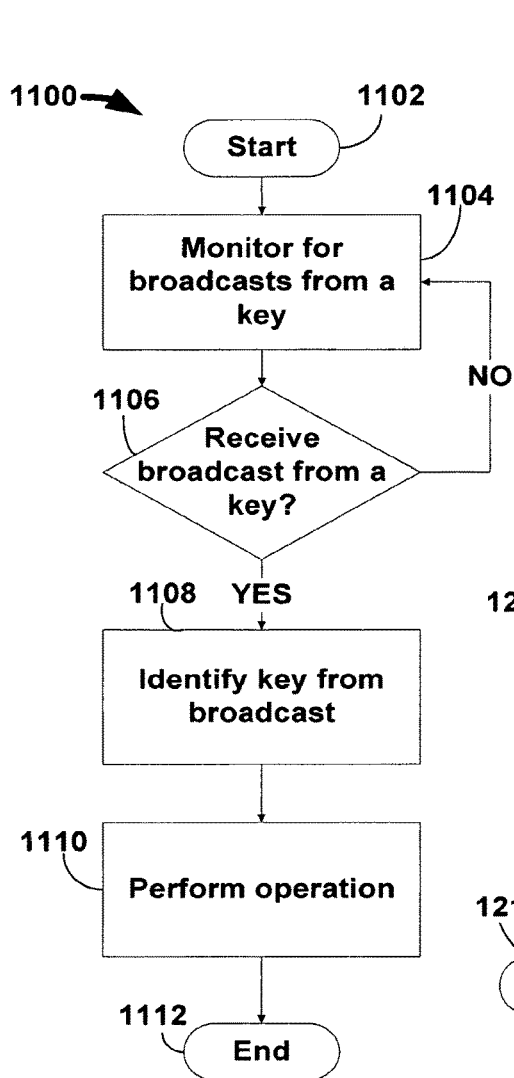 1100
1102
Start
1104
Monitor for
broadcasts from a
key
NO
1106
Receive
broadcast from a
key?
1108
YES
Identify key from
broadcast
1110
Perform operation
1112
End